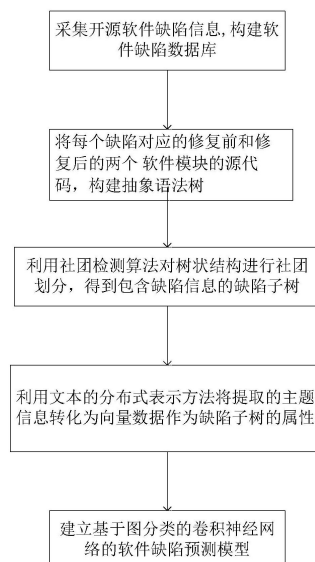 采集开源软件缺陷信息,构建软
件缺陷数据库
将每个缺陷对应的修复前和修
复后的两个 软件模块的源代
码，构建抽象语法树
利用社团检测算法对树状结构进行社团
划分，得到包含缺陷信息的缺陷子树
利用文本的分布式表示方法将提取的主题
信息转化为向量数据作为缺陷子树的属性
建立基于图分类的卷积神经网
络的软件缺陷预测模型